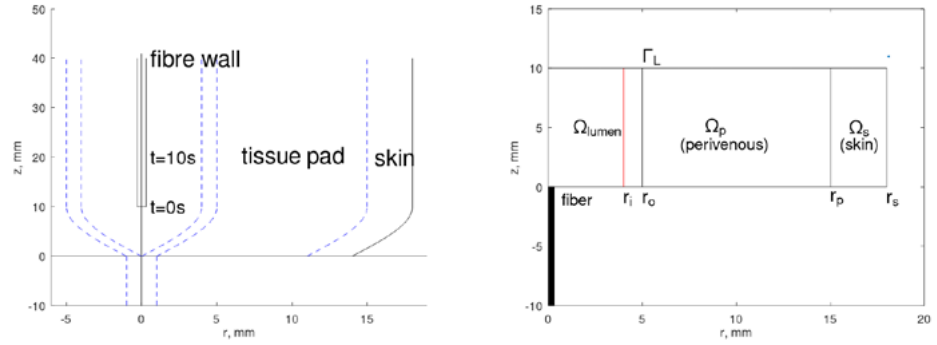 50
40
30
20
10
0
-10
z, mm
fibre wall
tissue pad
skin
t=10s
t=0s
-5
0
5
10
15
r, mm
15
10
5
0
-5
-10
z, mm
Γ_L
Ω_lumen
Ω_p
(perivenous)
Ω_s
(skin)
fiber
r_i
r_o
r_p
r_s
0
5
10
15
20
r, mm